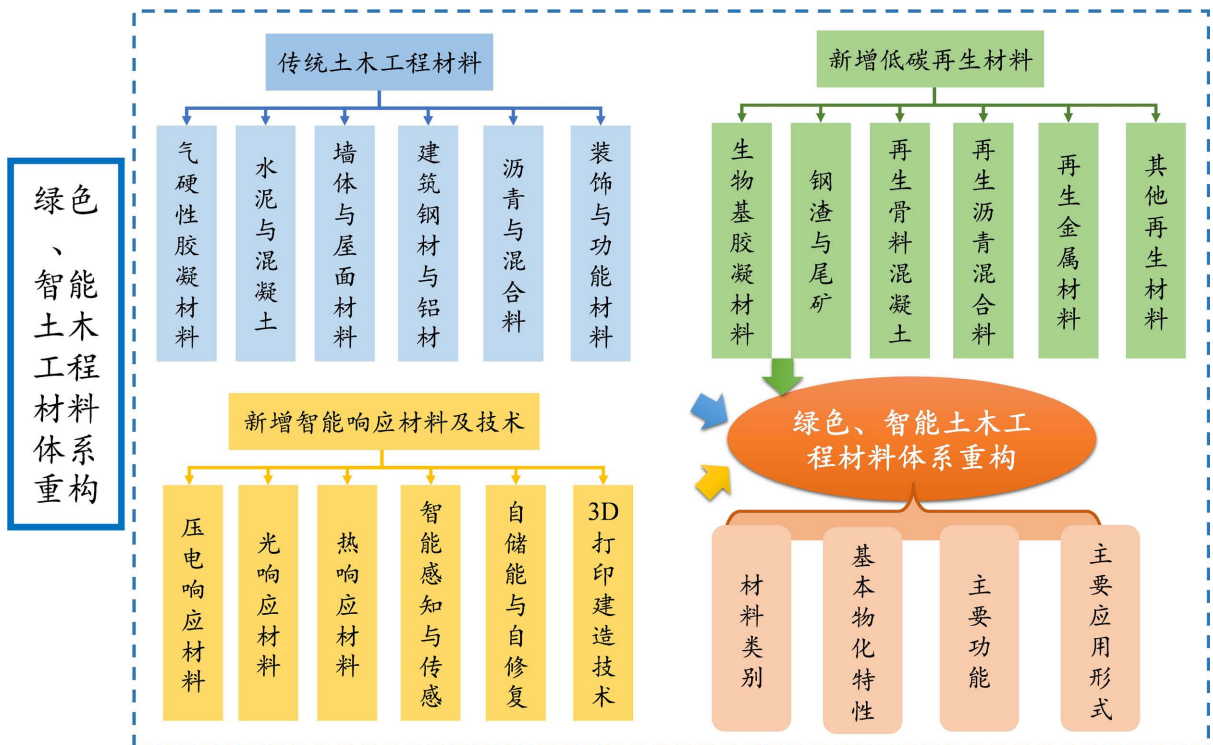 绿色
、
智能
土木
工程
材料
体系
重构
传统土木工程材料
气硬性胶凝材料
水泥与混凝土
墙体与屋面材料
建筑钢材与铝材
沥青与混合料
装饰与功能材料
新增低碳再生材料
生物基胶凝材料
钢渣与尾矿
再生骨料混凝土
再生沥青混合料
再生金属材料
其他再生材料
新增智能响应材料及技术
压电响应材料
光响应材料
热响应材料
智能感知与传感
自储能与自修复
3D打印建造技术
绿色、智能土木工
程材料体系重构
材料类别
基本物化特性
主要功能
主要应用形式